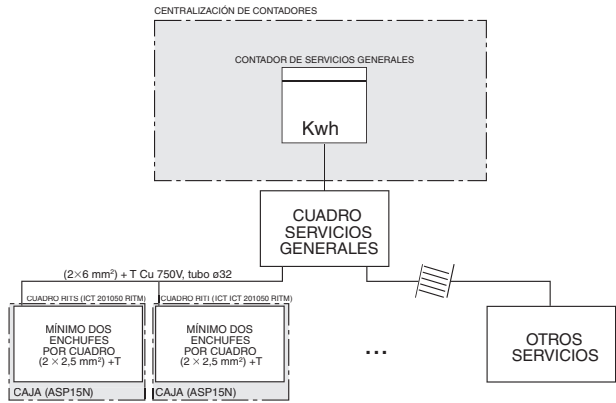 CENTRALIZACIÓN DE CONTADORES
CONTADOR DE SERVICIOS GENERALES
Kwh
CUADRO
SERVICIOS
GENERALES
(2×6 mm²) + T Cu 750V, tubo ø32
CUADRO RITS (ICT 201050 RITM)
MÍNIMO DOS
ENCHUFES
POR CUADRO
(2 × 2,5 mm²) +T
CAJA (ASP15N)
CUADRO RITI (ICT ICT 201050 RITM)
MÍNIMO DOS
ENCHUFES
POR CUADRO
(2 × 2,5 mm²) +T
CAJA (ASP15N)
...
OTROS
SERVICIOS